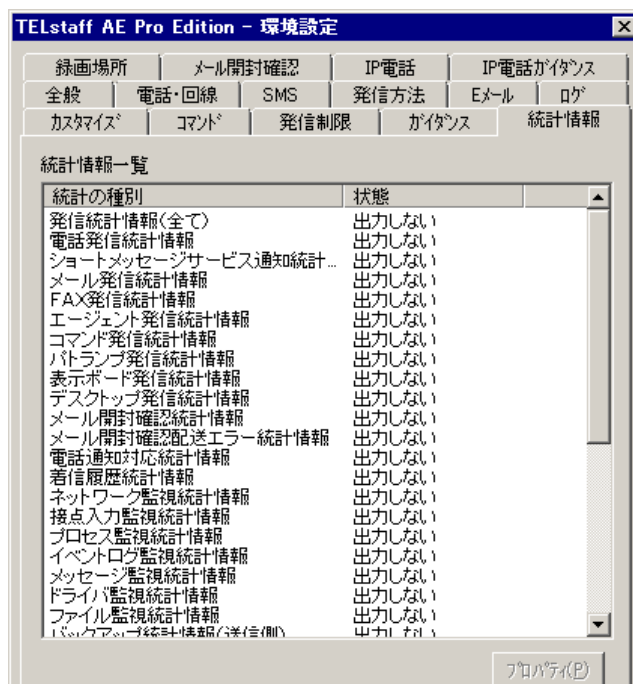 TELstaff AE Pro Edition - 環境設定
録画場所 メール開封確認 IP電話 IP電話ガイダンス
全般 電話・回線 SMS 発信方法 Eメール ログ
カスタマイズ コマンド 発信制限 ガイダンス 統計情報
統計情報一覧
統計の種別 状態
発信統計情報(全て) 出力しない
電話発信統計情報 出力しない
ショートメッセージサービス通知統計... 出力しない
メール発信統計情報 出力しない
FAX発信統計情報 出力しない
エージェント発信統計情報 出力しない
コマンド発信統計情報 出力しない
パトランプ発信統計情報 出力しない
表示ボード発信統計情報 出力しない
デスクトップ発信統計情報 出力しない
メール開封確認統計情報 出力しない
メール開封確認配送エラー統計情報 出力しない
電話通知対応統計情報 出力しない
着信履歴統計情報 出力しない
ネットワーク監視統計情報 出力しない
接点入力監視統計情報 出力しない
プロセス監視統計情報 出力しない
イベントログ監視統計情報 出力しない
メッセージ監視統計情報 出力しない
ドライバ監視統計情報 出力しない
ファイル監視統計情報 出力しない
バックアップ統計情報(送信側) 出力しない
プロパティ(P)